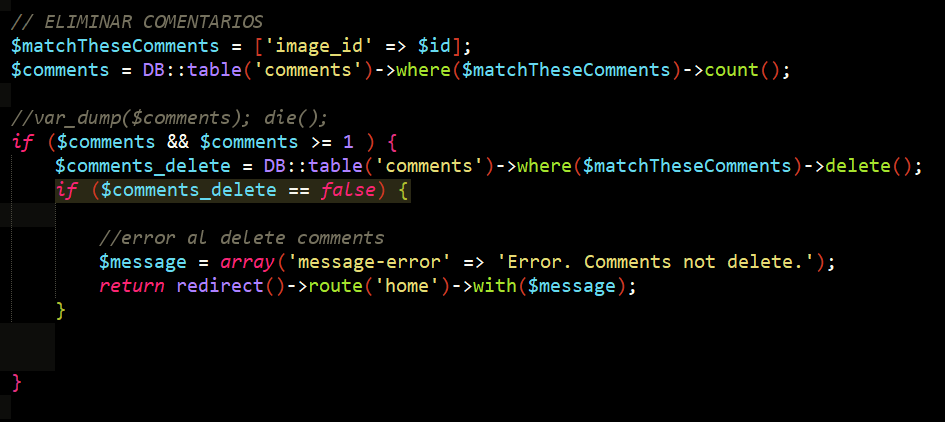 // ELIMINAR COMENTARIOS
$matchTheseComments = ['image_id' => $id];
$comments = DB::table('comments')->where($matchTheseComments)->count();
//var_dump($comments); die();
if ($comments && $comments >= 1 ) {
$comments_delete = DB::table('comments')->where($matchTheseComments)->delete();
if ($comments_delete == false) {
//error al delete comments
$message = array('message-error' => 'Error. Comments not delete.');
return redirect()->route('home')->with($message);
}
}